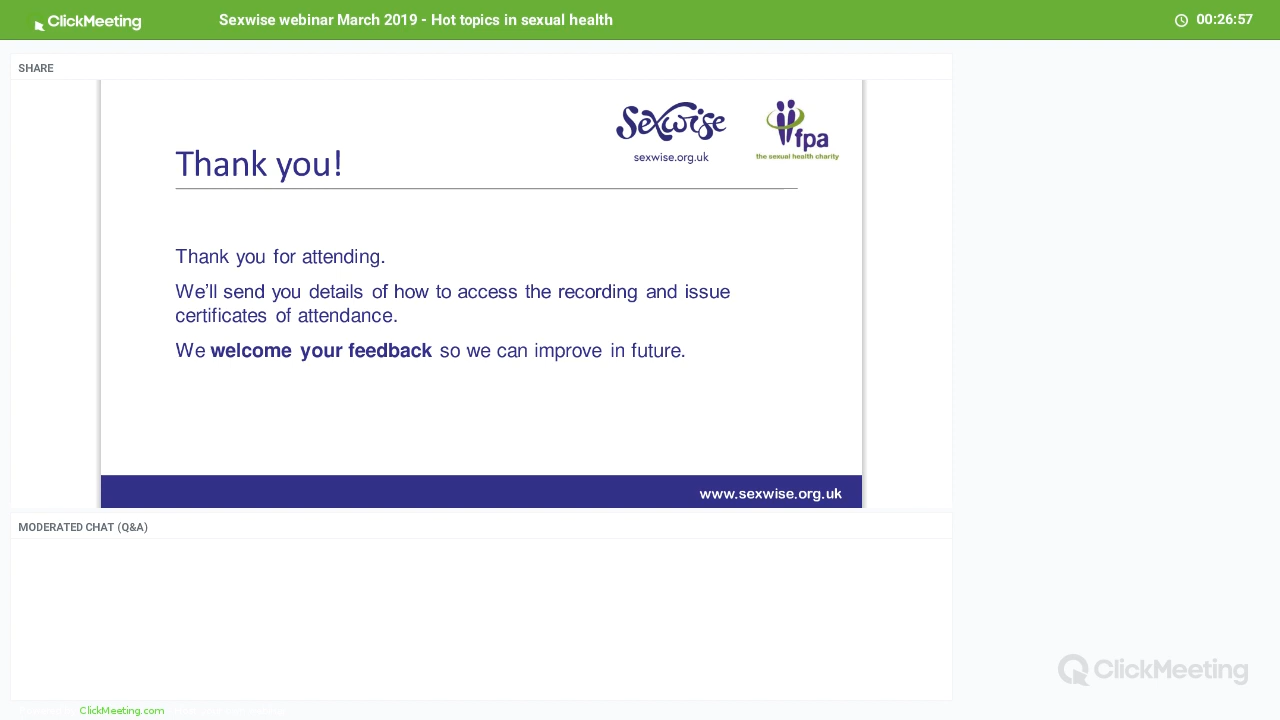 ClickMeeting
Sexwise webinar March 2019 - Hot topics in sexual health
00:26:57
SHARE
Sexwise
sexwise.org.uk
fpa
the sexual health charity
Thank you!
Thank you for attending.
We’ll send you details of how to access the recording and issue
certificates of attendance.
We welcome your feedback so we can improve in future.
www.sexwise.org.uk
MODERATED CHAT (Q&A)
ClickMeeting
ClickMeeting.com